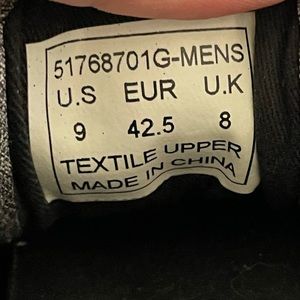 51768701G-MENS
U.S EUR U.K
9 42.5 8
TEXTILE UPPER
MADE IN CHINA